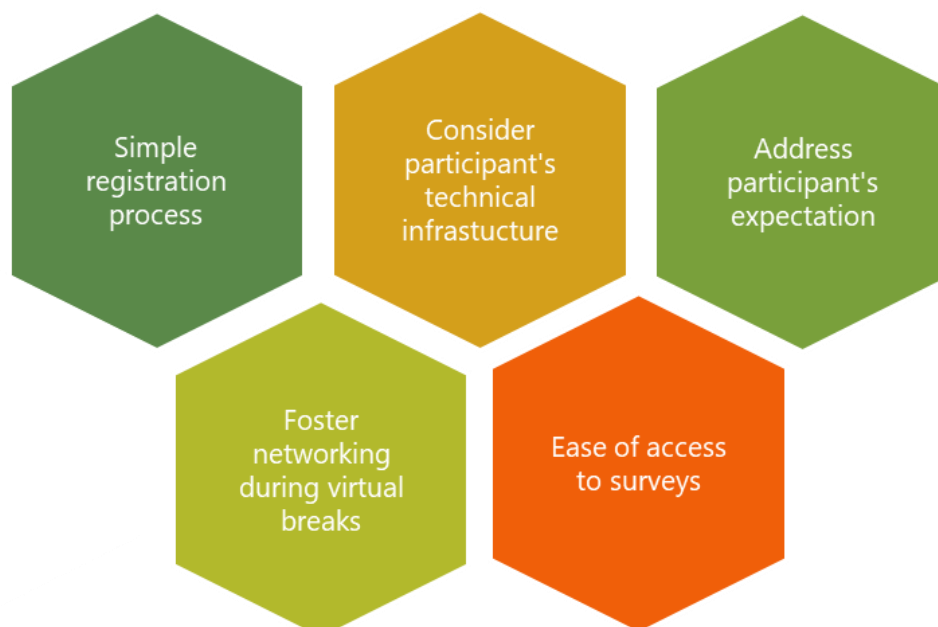 Simple
registration
process
Consider
participant's
technical
infrastucture
Address
participant's
expectation
Foster
networking
during virtual
breaks
Ease of access
to surveys